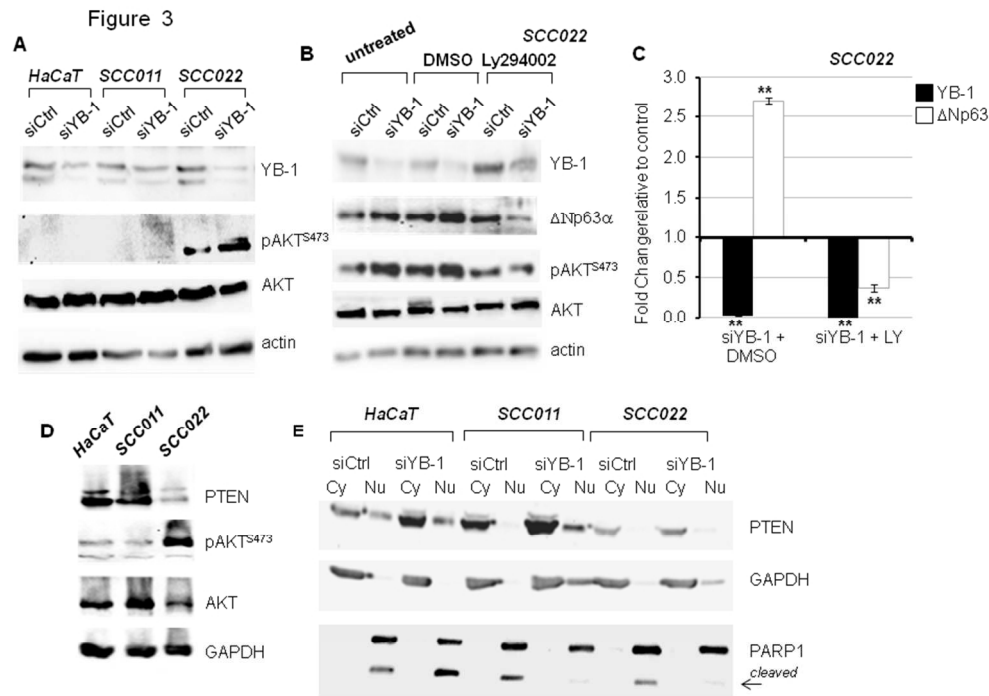 Figure 3
A
HaCaT SCC011 SCC022
siCtrl siYB-1 siCtrl siYB-1 siCtrl siYB-1
YB-1
pAKTS473
AKT
actin
B
SCC022
untreated DMSO Ly294002
siCtrl siYB-1 siCtrl siYB-1 siCtrl siYB-1
YB-1
ΔNp63α
pAKTS473
AKT
actin
C
SCC022
YB-1
ΔNp63
Fold Changerelative to control
3.0
2.5
2.0
1.5
1.0
0.5
0.0
**
**
**
**
siYB-1 + DMSO
siYB-1 + LY
D
HaCaT SCC011 SCC022
PTEN
pAKTS473
AKT
GAPDH
E
HaCaT SCC011 SCC022
siCtrl siYB-1 siCtrl siYB-1 siCtrl siYB-1
Cy Nu Cy Nu Cy Nu Cy Nu Cy Nu Cy Nu
PTEN
GAPDH
PARP1
cleaved